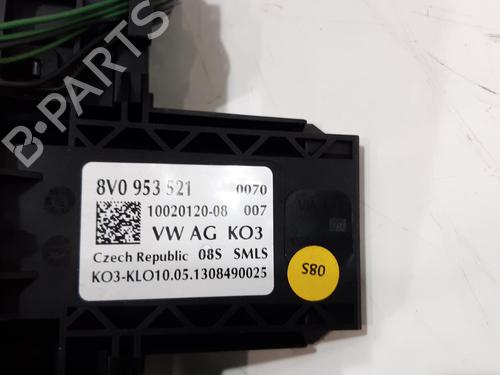 B-PARTS
8V0 953 521 0070
10020120-08 007
VW AG KO3
Czech Republic 08S SMLS
KO3-KLO10.05.1308490025
08S